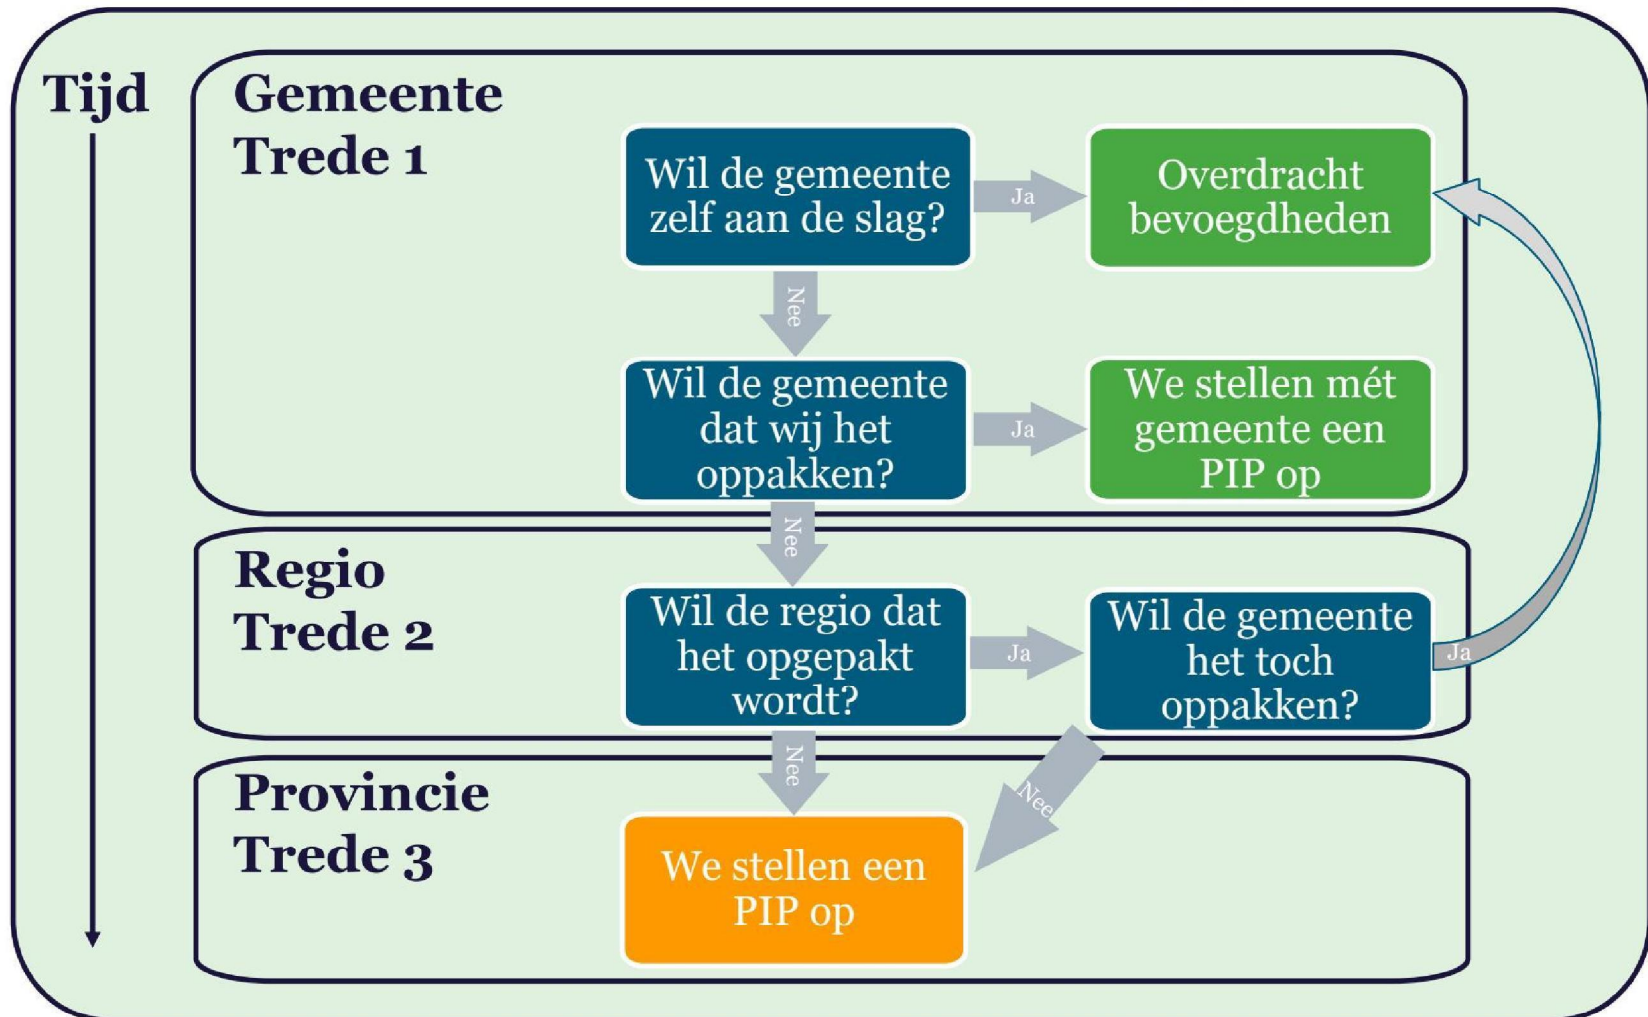 Tijd
Gemeente
Trede 1
Wil de gemeente
zelf aan de slag?
Ja
Overdracht
bevoegdheden
Nee
Wil de gemeente
dat wij het
oppakken?
Ja
We stellen mét
gemeente een
PIP op
Nee
Regio
Trede 2
Wil de regio dat
het opgepakt
wordt?
Ja
Wil de gemeente
het toch
oppakken?
Ja
Nee
Nee
Provincie
Trede 3
We stellen een
PIP op